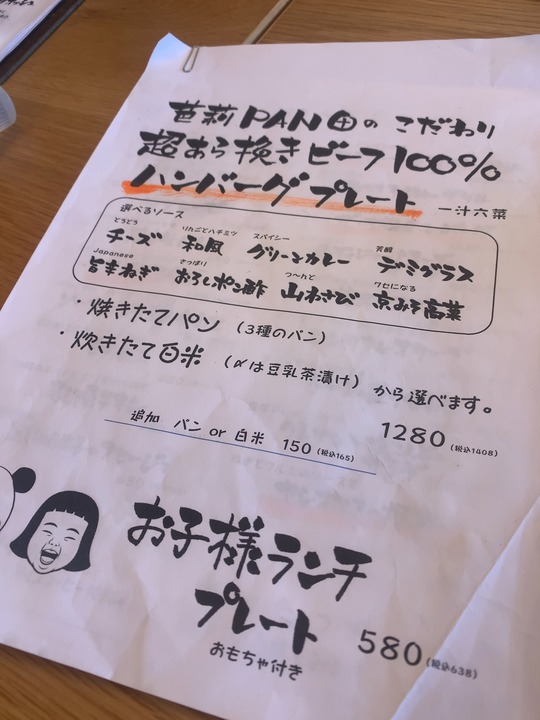 芭莉PAN田のこだわり
超あら挽きビーフ100%
ハンバーグプレート 一汁六菜
選べるソース
とうとう りんごとハチミツ スパイシー 芳醇
チーズ 和風 グリーンカレー デミグラス
Japanese さっぱり つ〜んと クセになる
旨まねぎ おろしポン酢 山わさび 京みそ高菜
・焼きたてパン (3種のパン)
・炊きたて白米 (〆は豆乳茶漬け) から選べます。
1280 (税込1408)
追加 パン or 白米 150 (税込165)
お子様ランチ
プレート 580 (税込638)
おもちゃ付き